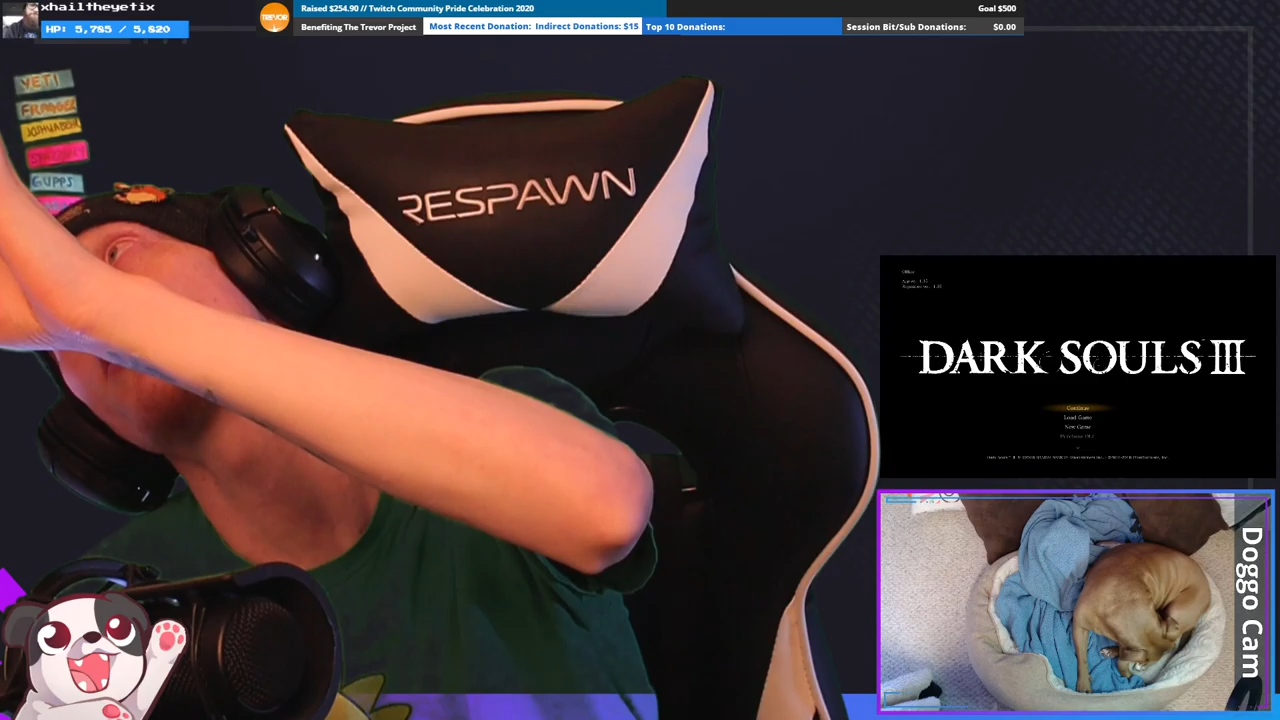 xhailtheyetix
HP: 5,785 / 5,820
TREVOR
Raised $254.90 // Twitch Community Pride Celebration 2020
Goal $500
Benefiting The Trevor Project
Most Recent Donation: Indirect Donations: $15
Top 10 Donations:
Session Bit/Sub Donations: $0.00
YETI
GUPPS
RESPAWN
Offline
DARK SOULS III
Continue
Load Game
New Game
Doggo Cam